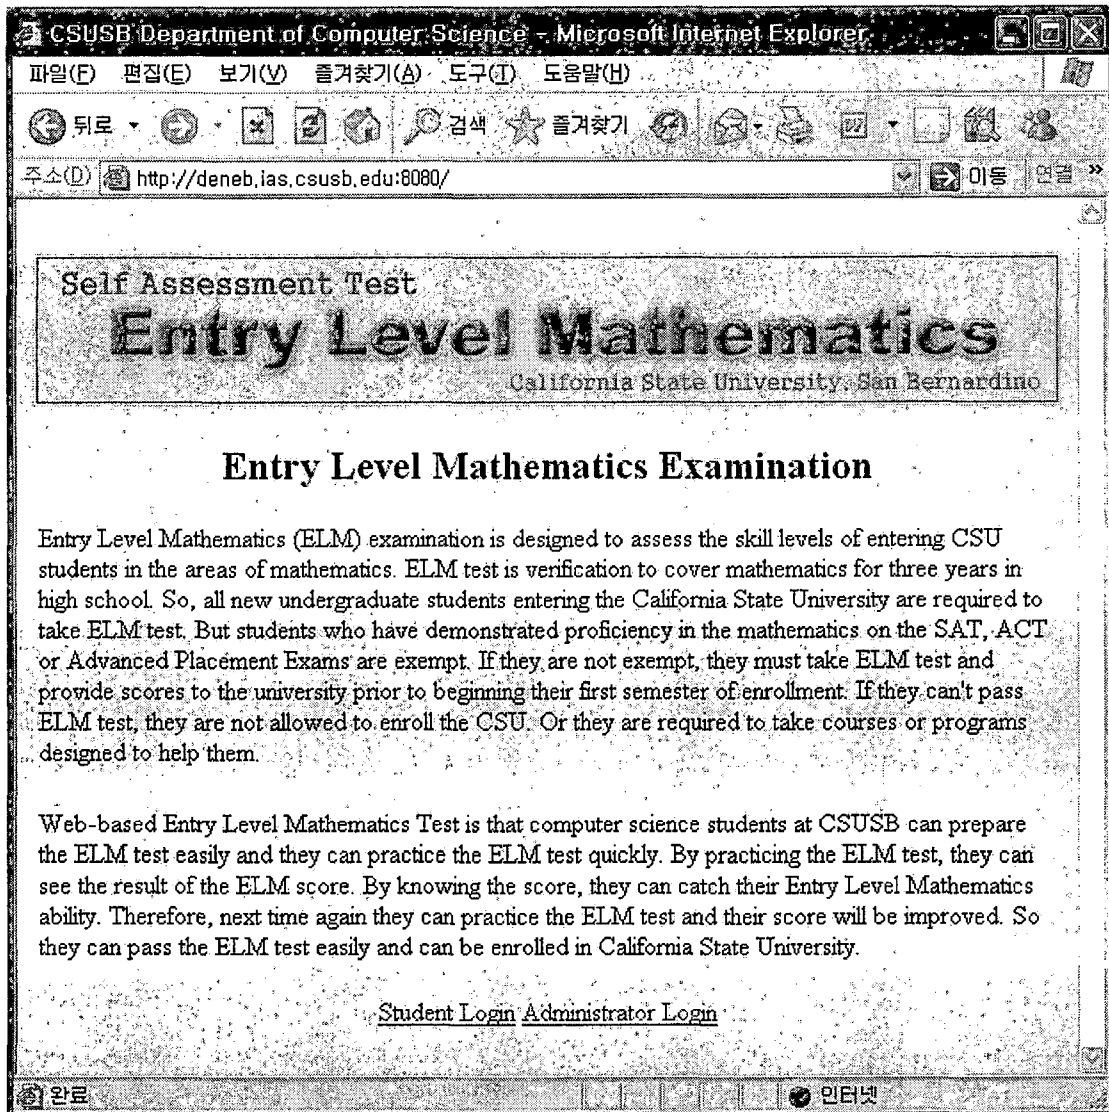 CSUSB Department of Computer Science - Microsoft Internet Explorer
파일(F) 편집(E) 보기(V) 즐겨찾기(A) 도구(T) 도움말(H)
뒤로 검색 즐겨찾기
주소(D) http://deneb.ias.csusb.edu:8080/ 이동 연결 »
Self Assessment Test
Entry Level Mathematics
California State University, San Bernardino
Entry Level Mathematics Examination
Entry Level Mathematics (ELM) examination is designed to assess the skill levels of entering CSU
students in the areas of mathematics. ELM test is verification to cover mathematics for three years in
high school. So, all new undergraduate students entering the California State University are required to
take ELM test. But students who have demonstrated proficiency in the mathematics on the SAT, ACT
or Advanced Placement Exams are exempt. If they are not exempt, they must take ELM test and
provide scores to the university prior to beginning their first semester of enrollment. If they can't pass
ELM test, they are not allowed to enroll the CSU. Or they are required to take courses or programs
designed to help them.
Web-based Entry Level Mathematics Test is that computer science students at CSUSB can prepare
the ELM test easily and they can practice the ELM test quickly. By practicing the ELM test, they can
see the result of the ELM score. By knowing the score, they can catch their Entry Level Mathematics
ability. Therefore, next time again they can practice the ELM test and their score will be improved. So
they can pass the ELM test easily and can be enrolled in California State University.
Student Login Administrator Login
완료 인터넷